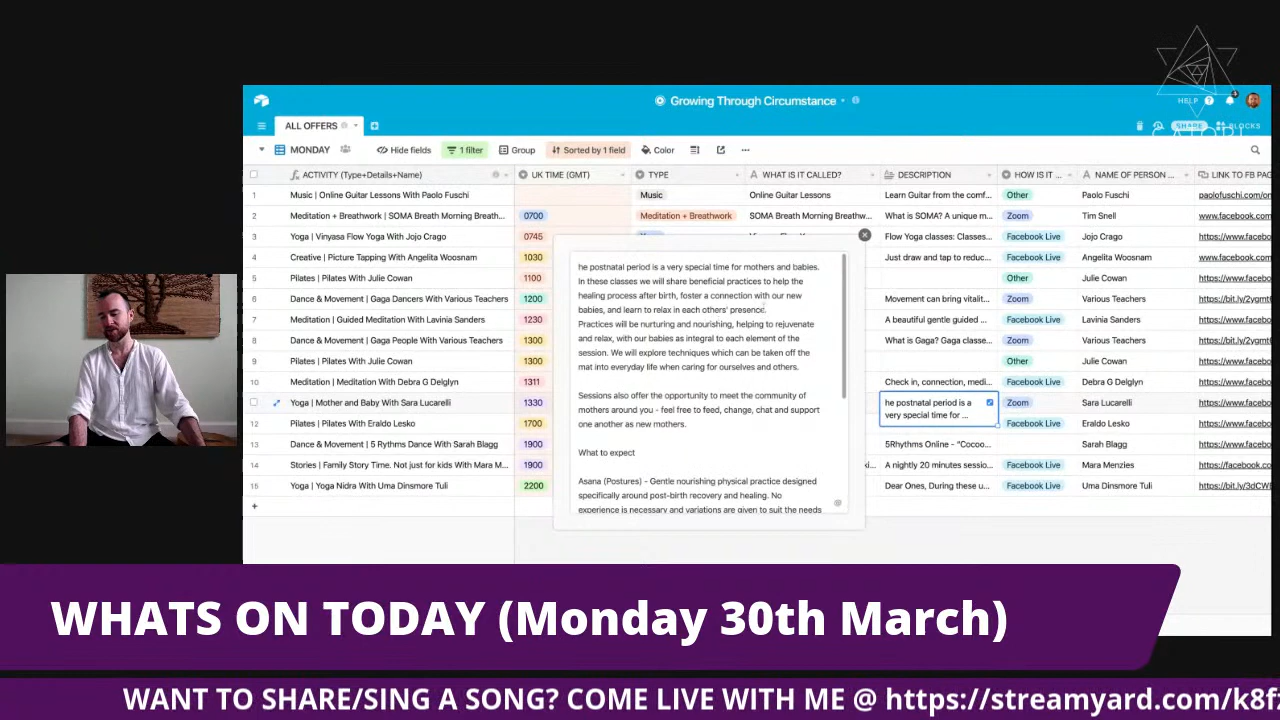 Growing Through Circumstance
HELP
ALL OFFERS
SHARE
BLOCKS
MONDAY
Hide fields
1 filter
Group
Sorted by 1 field
Color
ACTIVITY (Type+Details+Name)
UK TIME (GMT)
TYPE
WHAT IS IT CALLED?
DESCRIPTION
HOW IS IT ...
NAME OF PERSON ...
LINK TO FB PAG
1 Music | Online Guitar Lessons With Paolo Fuschi Music Online Guitar Lessons Learn Guitar from the comf... Other Paolo Fuschi paolofuschi.com/on
2 Meditation + Breathwork | SOMA Breath Morning Breath... 0700 Meditation + Breathwork SOMA Breath Morning Breathw... What is SOMA? A unique m... Zoom Tim Snell www.facebook.com
3 Yoga | Vinyasa Flow Yoga With Jojo Crago 0745 Flow Yoga classes: Classes... Facebook Live Jojo Crago https://www.facebo
4 Creative | Picture Tapping With Angelita Woosnam 1030 Just draw and tap to reduc... Facebook Live Angelita Woosnam www.facebook.com
5 Pilates | Pilates With Julie Cowan 1100 Other Julie Cowan https://www.facebo
6 Dance & Movement | Gaga Dancers With Various Teachers 1200 Movement can bring vitalit... Zoom Various Teachers https://bit.ly/2ygmt
7 Meditation | Guided Meditation With Lavinia Sanders 1230 A beautiful gentle guided ... Facebook Live Lavinia Sanders https://www.facebo
8 Dance & Movement | Gaga People With Various Teachers 1300 What is Gaga? Gaga classe... Zoom Various Teachers https://bit.ly/2ygmt
9 Pilates | Pilates With Julie Cowan 1300 Other Julie Cowan https://www.facebo
10 Meditation | Meditation With Debra G Delglyn 1311 Check in, connection, medi... Facebook Live Debra G Delglyn https://www.facebo
Yoga | Mother and Baby With Sara Lucarelli 1330 he postnatal period is a Zoom Sara Lucarelli https://www.facebo
very special time for ...
12 Pilates | Pilates With Eraldo Lesko 1700 Facebook Live Eraldo Lesko https://www.facebo
13 Dance & Movement | 5 Rythms Dance With Sarah Blagg 1900 5Rhythms Online - "Cocoo... Sarah Blagg https://www.facebo
14 Stories | Family Story Time. Not just for kids With Mara M... 1900 A nightly 20 minutes sessio... Facebook Live Mara Menzies https://facebook.co
15 Yoga | Yoga Nidra With Uma Dinsmore Tuli 2200 Dear Ones, During these u... Facebook Live Uma Dinsmore Tuli https://bit.ly/3dCWE
he postnatal period is a very special time for mothers and babies.
In these classes we will share beneficial practices to help the
healing process after birth, foster a connection with our new
babies, and learn to relax in each others' presence.
Practices will be nurturing and nourishing, helping to rejuvenate
and relax, with our babies as integral to each element of the
session. We will explore techniques which can be taken off the
mat into everyday life when caring for ourselves and others.
Sessions also offer the opportunity to meet the community of
mothers around you - feel free to feed, change, chat and support
one another as new mothers.
What to expect
Asana (Postures) - Gentle nourishing physical practice designed
specifically around post-birth recovery and healing. No
experience is necessary and variations are given to suit the needs
WHATS ON TODAY (Monday 30th March)
WANT TO SHARE/SING A SONG? COME LIVE WITH ME @ https://streamyard.com/k8f